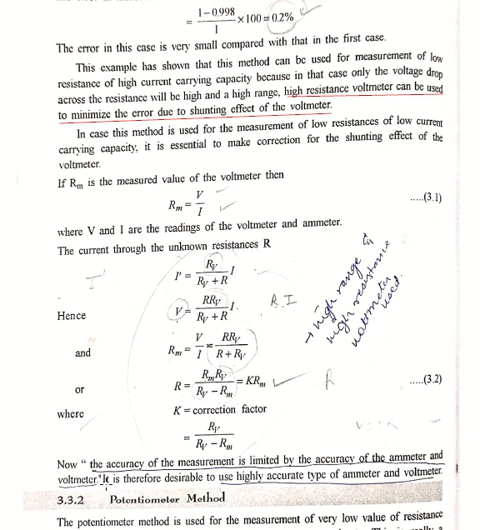 = (1-0.998)/1 ×100 = 0.2%
The error in this case is very small compared with that in the first case.
This example has shown that this method can be used for measurement of low
resistance of high current carrying capacity because in that case only the voltage drop
across the resistance will be high and a high range, high resistance voltmeter can be used
to minimize the error due to shunting effect of the voltmeter.
In case this method is used for the measurement of low resistances of low current
carrying capacity, it is essential to make correction for the shunting effect of the
voltmeter.
If Rm is the measured value of the voltmeter then
Rm = V/I .....(3.1)
where V and I are the readings of the voltmeter and ammeter.
The current through the unknown resistances R
I' = RV/(RV + R) I
Hence V = RRV/(RV + R) I.
R.I
→ high range &
high resistance
voltmeter
used.
and Rm = V/I = RRV/(R + RV)
or R = RmRV/(RV - Rm) = KRm .....(3.2)
where K = correction factor
= RV/(RV - Rm)
Now “ the accuracy of the measurement is limited by the accuracy of the ammeter and
voltmeter." It is therefore desirable to use highly accurate type of ammeter and voltmeter.
3.3.2 Potentiometer Method
The potentiometer method is used for the measurement of very low value of resistance